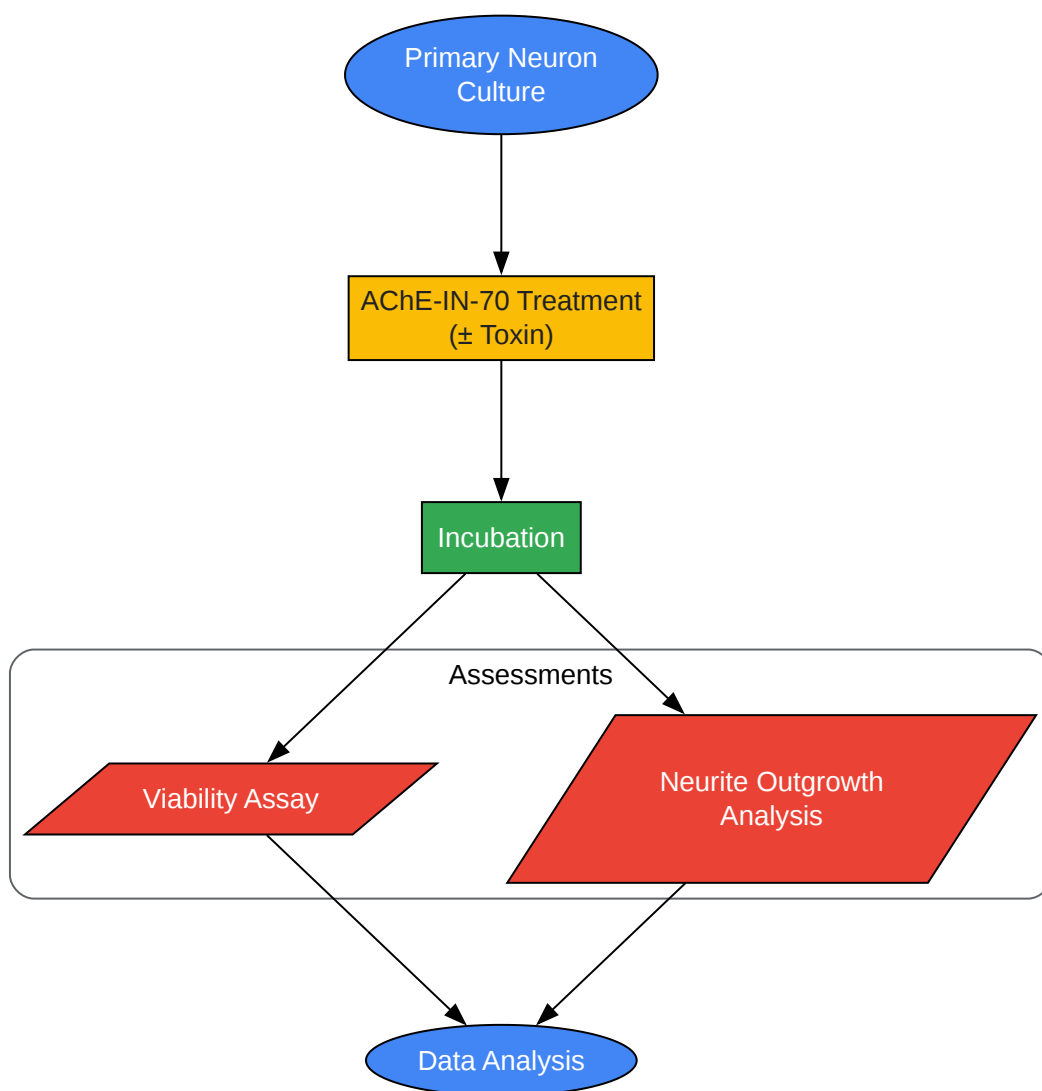 Primary Neuron
Culture
AChE-IN-70 Treatment
(± Toxin)
Incubation
Assessments
Viability Assay
Neurite Outgrowth
Analysis
Data Analysis